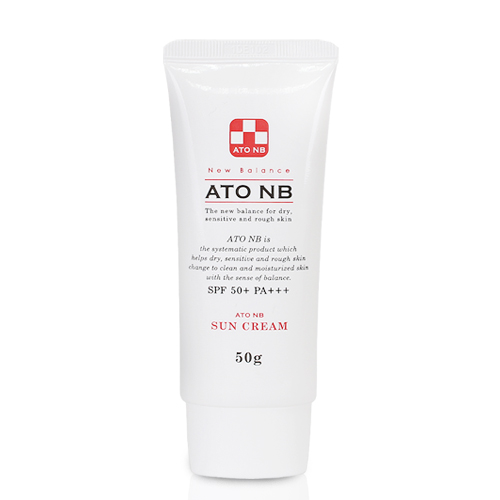 ATO NB
New Balance
ATO NB
The new balance for dry,
sensitive and rough skin
ATO NB is
the systematic product which
helps dry, sensitive and rough skin
change to clean and moisturized skin
with the sense of balance.
SPF 50+ PA+++
ATO NB
SUN CREAM
50g